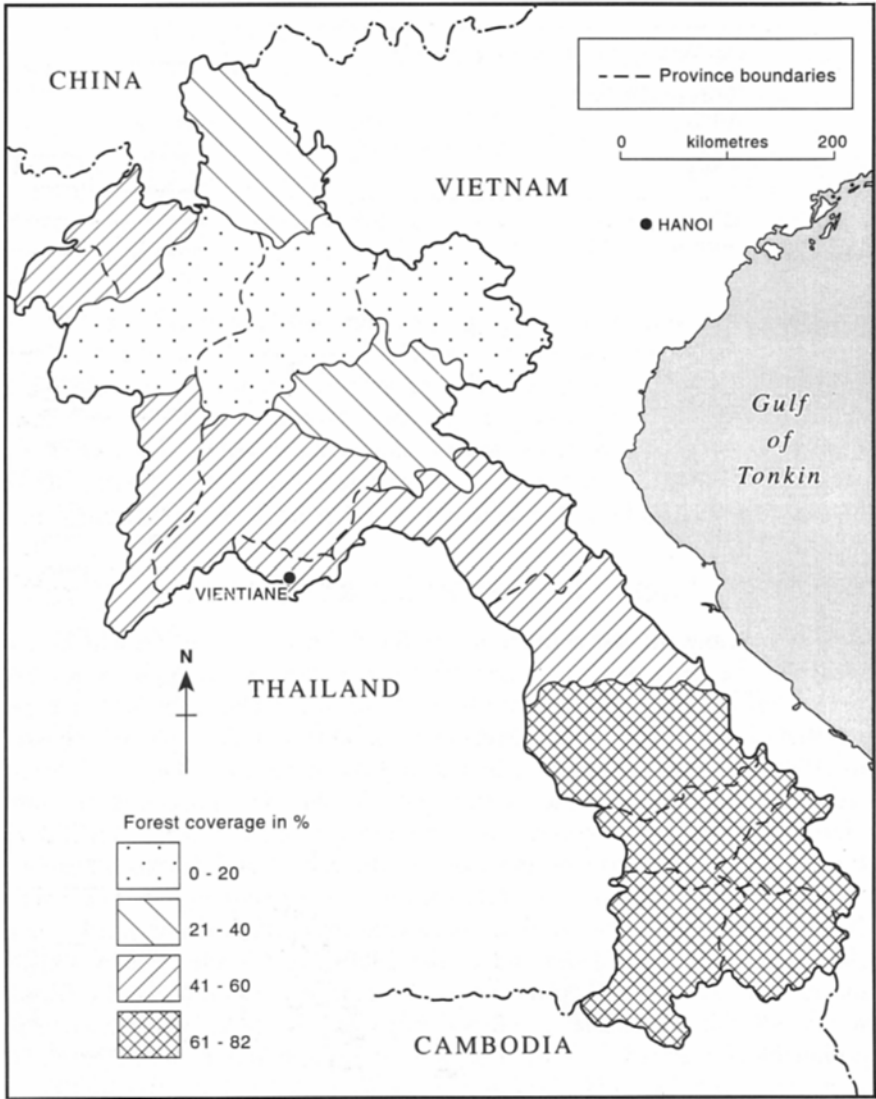 CHINA
Province boundaries
0 kilometres 200
VIETNAM
HANOI
Gulf
of
Tonkin
VIENTIANE
N
THAILAND
Forest coverage in %
0 - 20
21 - 40
41 - 60
61 - 82
CAMBODIA